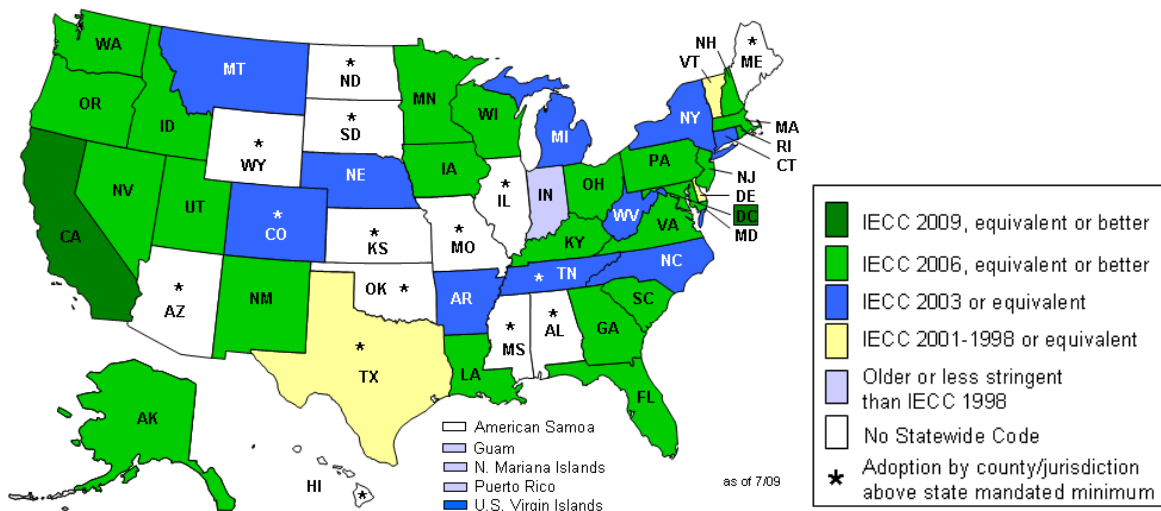 WA
OR
CA
ID
NV
MT
*
WY
UT
*
AZ
*
CO
NM
*
ND
*
SD
NE
*
KS
OK *
*
TX
MN
IA
*
MO
AR
LA
WI
*
IL
*
MS
MI
IN
KY
* TN
*
AL
OH
WV
VA
NC
SC
GA
FL
PA
NY
VT
NH
*
ME
MA
RI
CT
NJ
DE
DC
MD
AK
HI
*
American Samoa
Guam
N. Mariana Islands
Puerto Rico
U.S. Virgin Islands
as of 7/09
IECC 2009, equivalent or better
IECC 2006, equivalent or better
IECC 2003 or equivalent
IECC 2001-1998 or equivalent
Older or less stringent
than IECC 1998
No Statewide Code
* Adoption by county/jurisdiction
above state mandated minimum